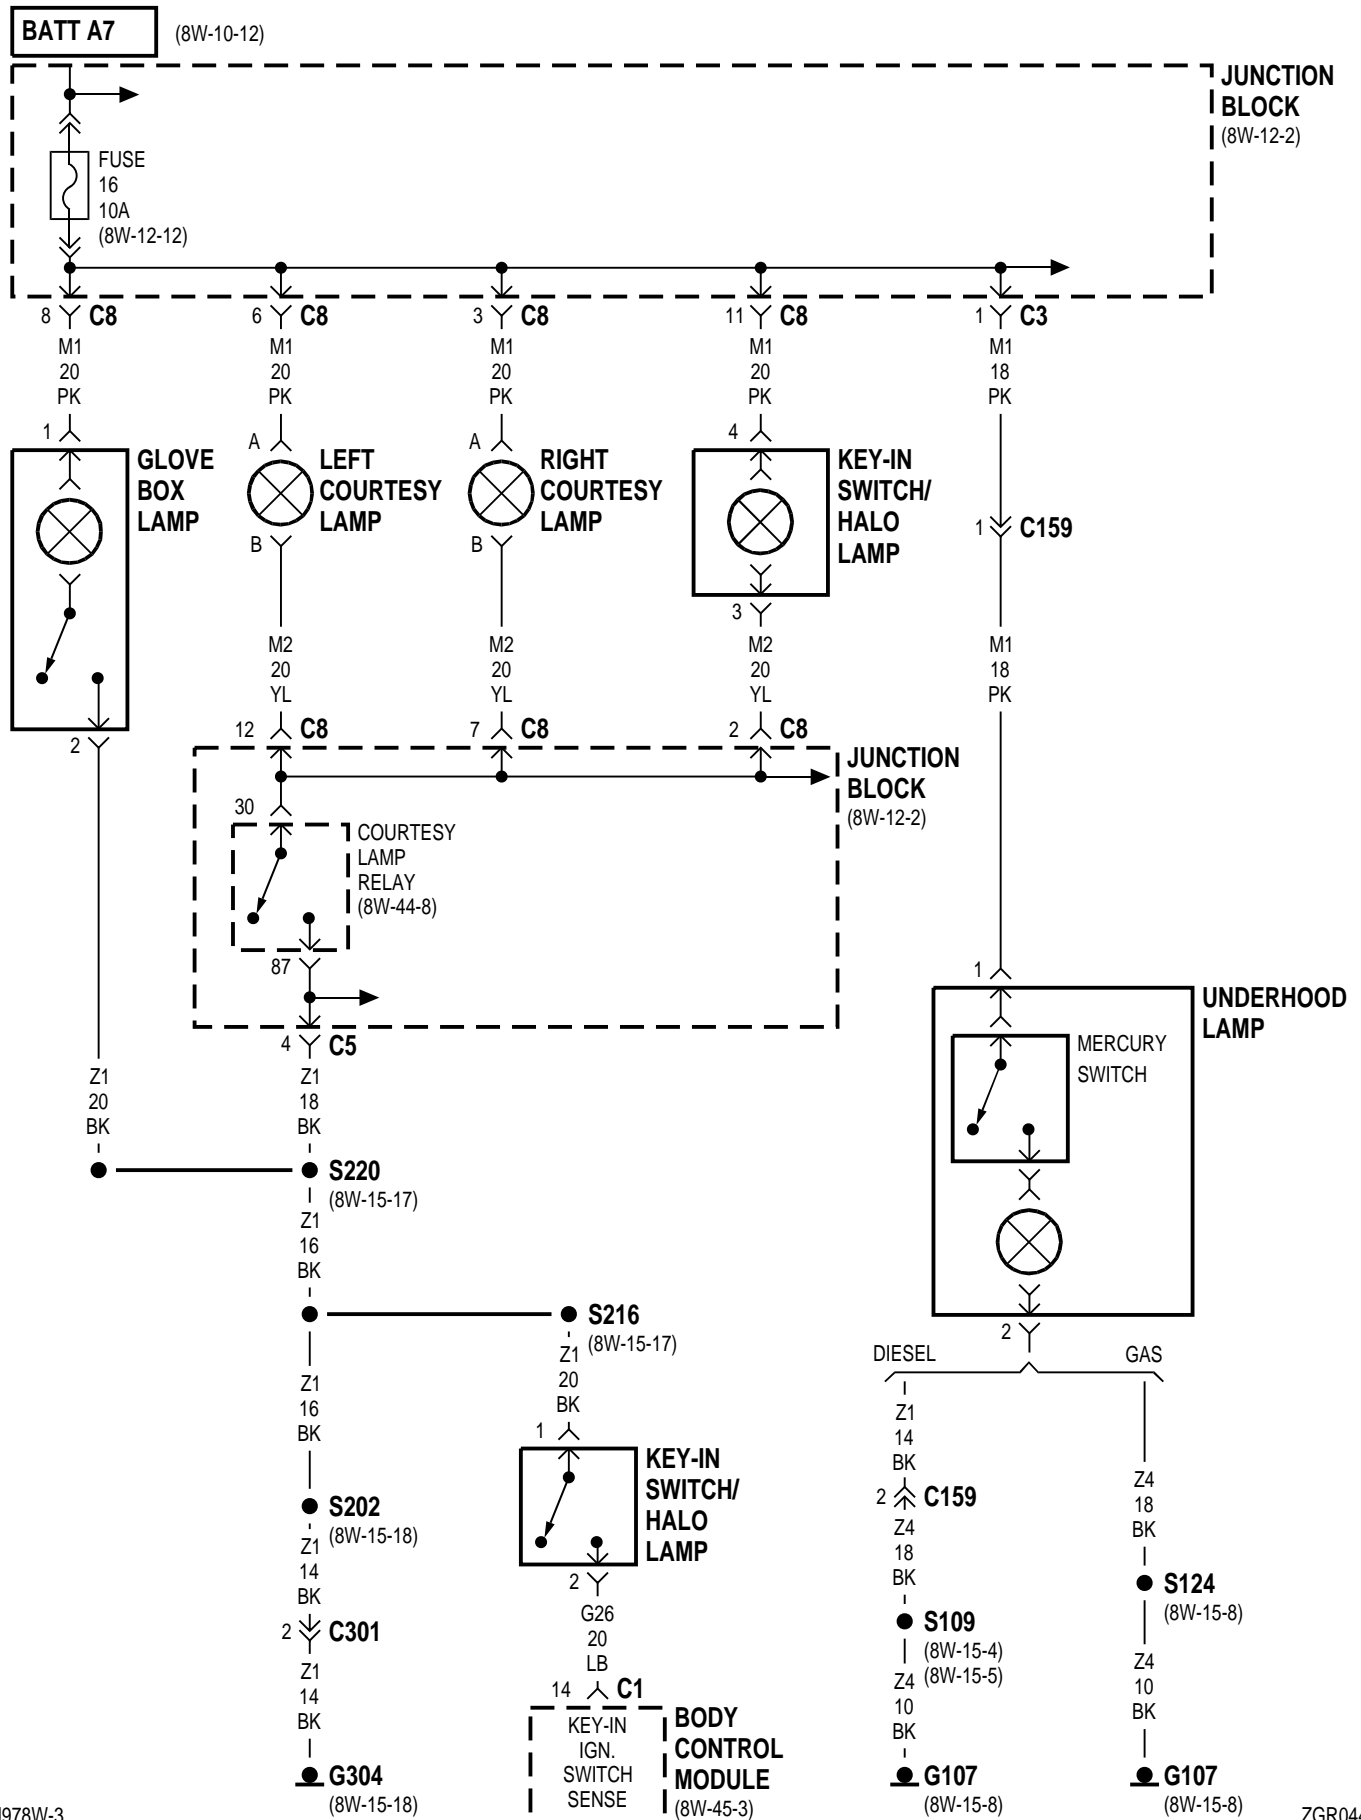 BATT A7 (8W-10-12)
JUNCTION
BLOCK
(8W-12-2)
FUSE
16
10A
(8W-12-12)
8 C8
6 C8
3 C8
11 C8
1 C3
M1
20
PK
M1
20
PK
M1
20
PK
M1
20
PK
M1
18
PK
1
GLOVE
BOX
LAMP
A
LEFT
COURTESY
LAMP
B
A
RIGHT
COURTESY
LAMP
B
4
KEY-IN
SWITCH/
HALO
LAMP
3
1 C159
M2
20
YL
M2
20
YL
M2
20
YL
M1
18
PK
2
12 C8
7 C8
2 C8
JUNCTION
BLOCK
(8W-12-2)
30
COURTESY
LAMP
RELAY
(8W-44-8)
87
4 C5
1
UNDERHOOD
LAMP
MERCURY
SWITCH
Z1
20
BK
Z1
18
BK
S220
(8W-15-17)
Z1
16
BK
S216
(8W-15-17)
2
DIESEL
GAS
Z1
16
BK
Z1
20
BK
1
KEY-IN
SWITCH/
HALO
LAMP
2
Z1
14
BK
2 C159
Z4
18
BK
Z4
18
BK
S202
(8W-15-18)
Z1
14
BK
2 C301
Z1
14
BK
G304
(8W-15-18)
G26
20
LB
14 C1
KEY-IN
IGN.
SWITCH
SENSE
BODY
CONTROL
MODULE
(8W-45-3)
S109
(8W-15-4)
(8W-15-5)
Z4
10
BK
G107
(8W-15-8)
S124
(8W-15-8)
Z4
10
BK
G107
(8W-15-8)